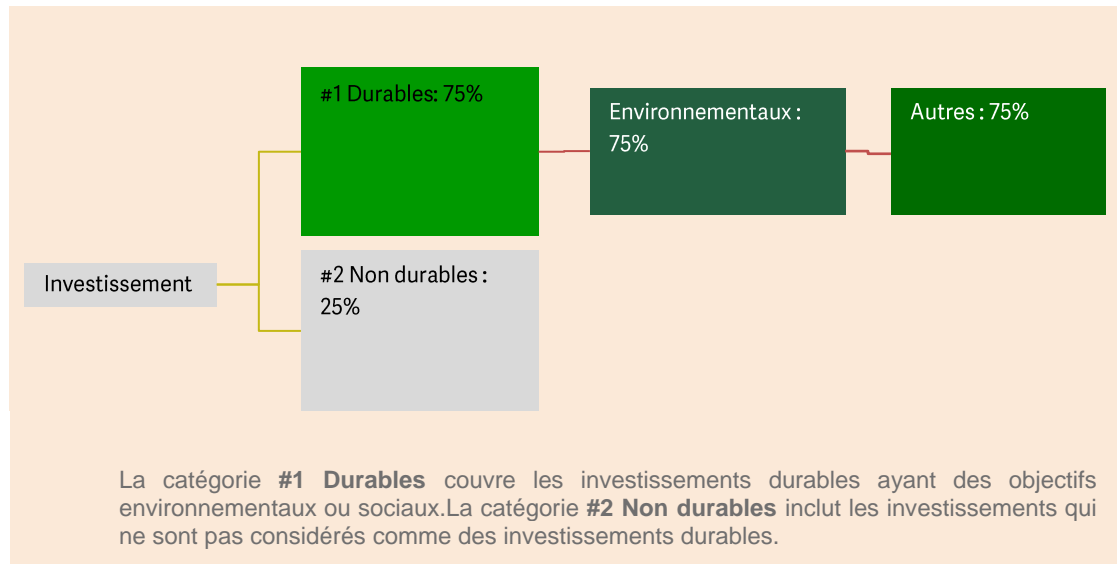 #1 Durables: 75%
Environnementaux :
75%
Autres : 75%
Investissement
#2 Non durables :
25%
La catégorie #1 Durables couvre les investissements durables ayant des objectifs
environnementaux ou sociaux.La catégorie #2 Non durables inclut les investissements qui
ne sont pas considérés comme des investissements durables.